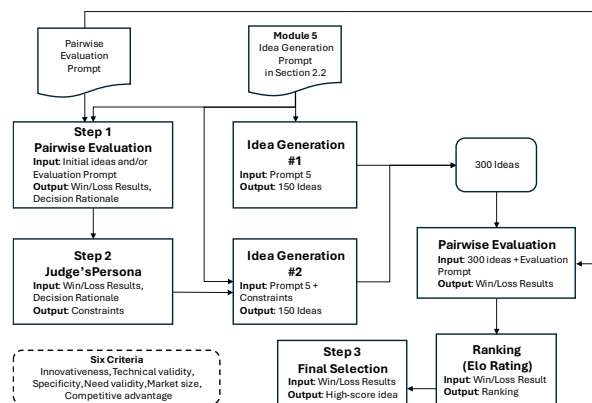 Pairwise
Evaluation
Prompt
Module 5
Idea Generation
Prompt
in Section 2.2
Step 1
Pairwise Evaluation
Input: Initial ideas and/or
Evaluation Prompt
Output: Win/Loss Results,
Decision Rationale
Idea Generation
#1
Input: Prompt 5
Output: 150 Ideas
300 Ideas
Step 2
Judge'sPersona
Input: Win/Loss Results,
Decision Rationale
Output: Constraints
Idea Generation
#2
Input: Prompt 5 +
Constraints
Output: 150 Ideas
Pairwise Evaluation
Input: 300 ideas +Evaluation
Prompt
Output: Win/Loss Results
Six Criteria
Innovativeness,Technical validity,
Specificity,Need validity,Market size,
Competitive advantage
Step 3
Final Selection
Input: Win/Loss Results
Output: High-score idea
Ranking
(Elo Rating)
Input: Win/Loss Result
Output: Ranking